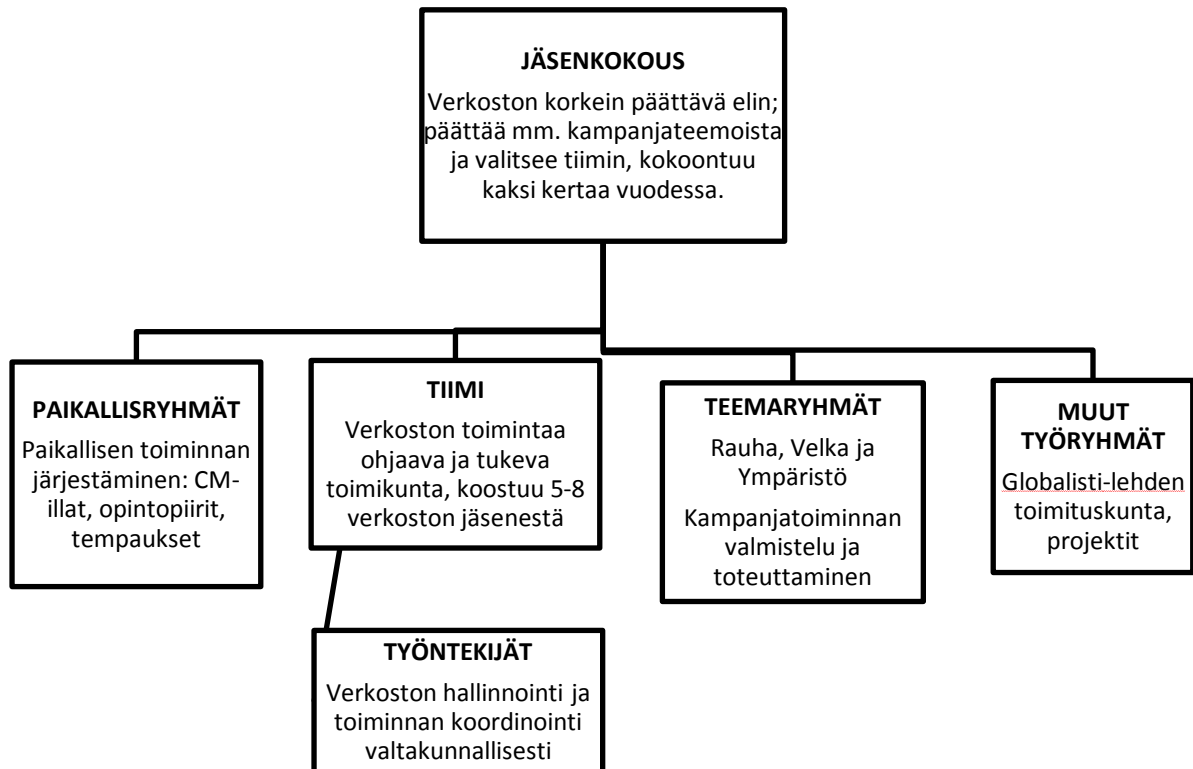 JÄSENKOKOUS
Verkoston korkein päättävä elin;
päättää mm. kampanjateemoista
ja valitsee tiimin, kokoontuu
kaksi kertaa vuodessa.
PAIKALLISRYHMÄT
Paikallisen toiminnan
järjestäminen: CM-
illat, opintopiirit,
tempaukset
TIIMI
Verkoston toimintaa
ohjaava ja tukeva
toimikunta, koostuu 5-8
verkoston jäsenestä
TEEMARYHMÄT
Rauha, Velka ja
Ympäristö
Kampanjatoiminnan
valmistelu ja
toteuttaminen
MUUT
TYÖRYHMÄT
Globalisti-lehden
toimituskunta,
projektit
TYÖNTEKIJÄT
Verkoston hallinnointi ja
toiminnan koordinointi
valtakunnallisesti